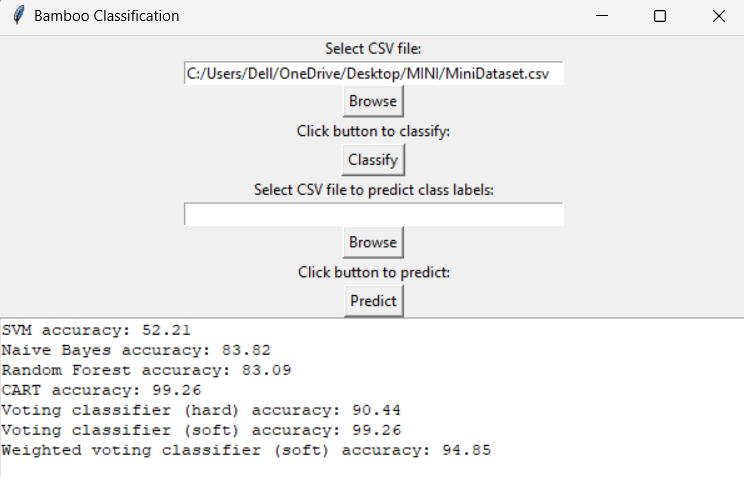 Bamboo Classification
Select CSV file:
C:/Users/Dell/OneDrive/Desktop/MINI/MiniDataset.csv
Browse
Click button to classify:
Classify
Select CSV file to predict class labels:
Browse
Click button to predict:
Predict
SVM accuracy: 52.21
Naive Bayes accuracy: 83.82
Random Forest accuracy: 83.09
CART accuracy: 99.26
Voting classifier (hard) accuracy: 90.44
Voting classifier (soft) accuracy: 99.26
Weighted voting classifier (soft) accuracy: 94.85